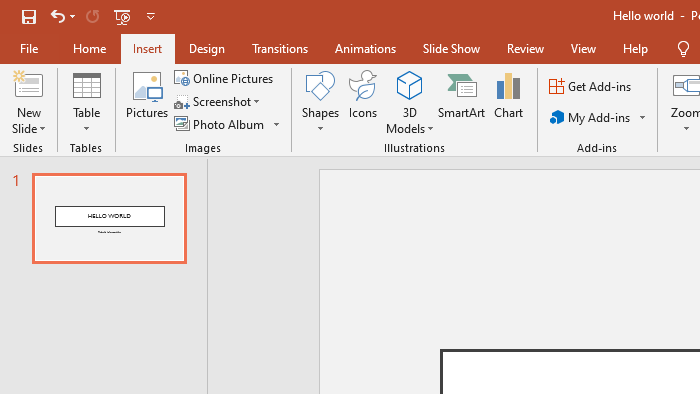 Hello world - P
File Home Insert Design Transitions Animations Slide Show Review View Help
New Slide
Table
Pictures
Online Pictures
Screenshot
Photo Album
Shapes
Icons
3D Models
SmartArt
Chart
Get Add-ins
My Add-ins
Zoom
Slides Tables Images Illustrations Add-ins
1
HELLO WORLD